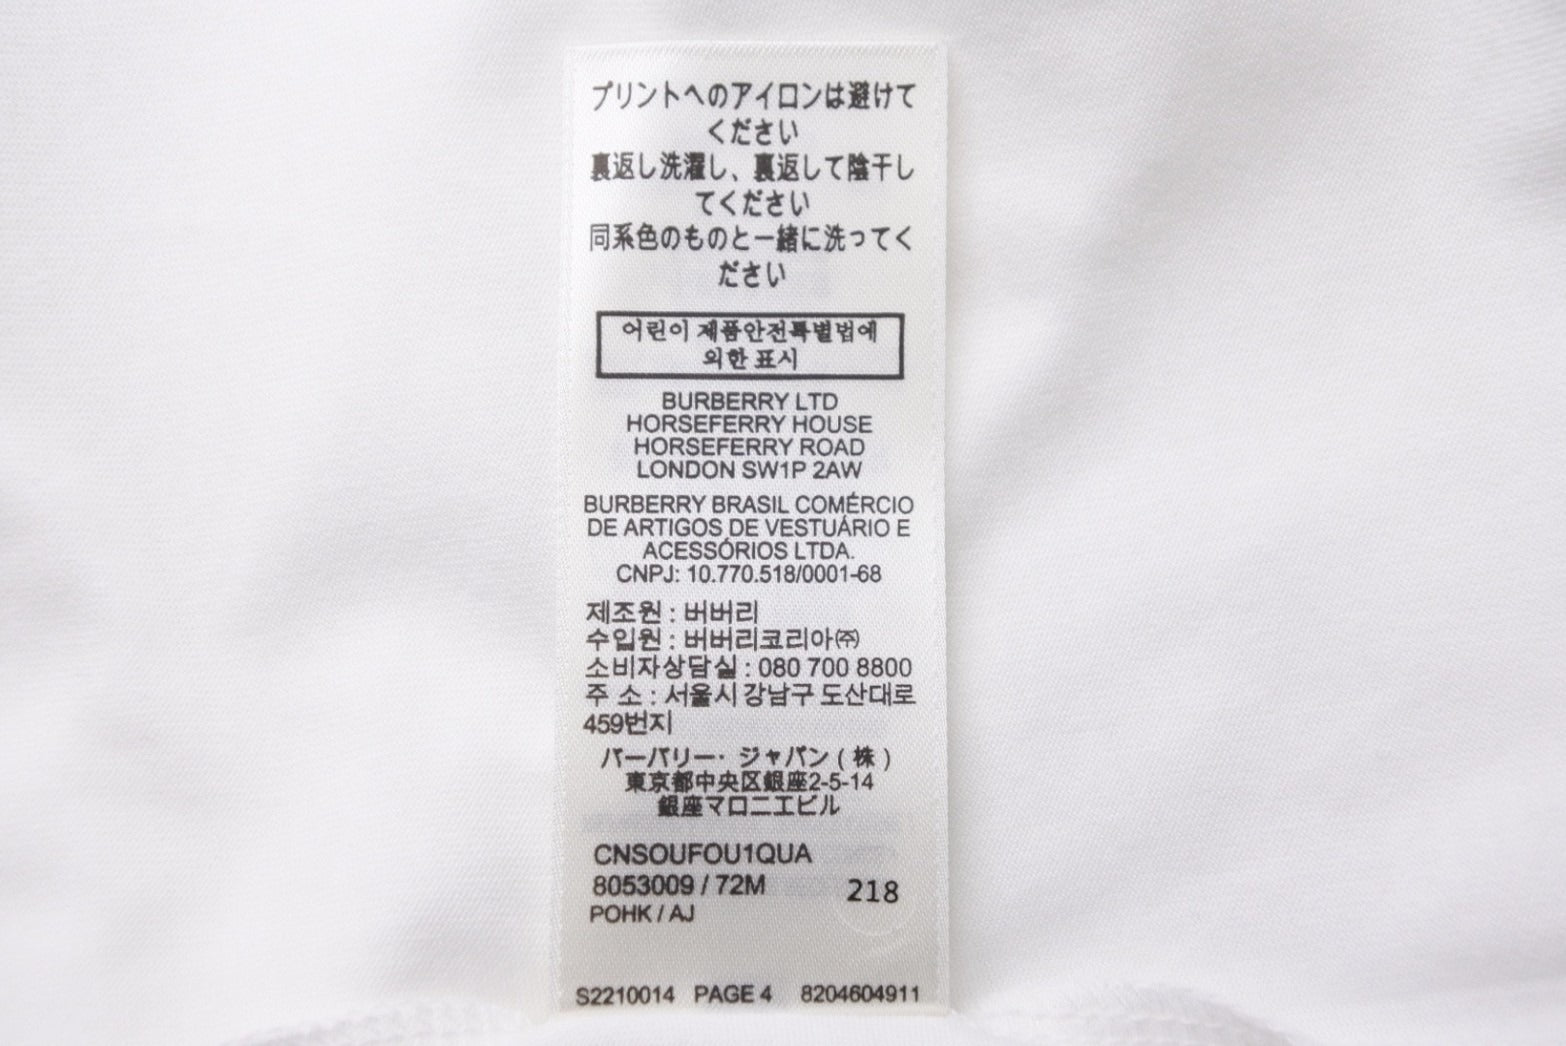 プリントへのアイロンは避けて
ください
裏返し洗濯し、裏返して陰干し
てください
同系色のものと一緒に洗ってく
ださい
어린이 제품안전특별법에
의한 표시
BURBERRY LTD
HORSEFERRY HOUSE
HORSEFERRY ROAD
LONDON SW1P 2AW
BURBERRY BRASIL COMÉRCIO
DE ARTIGOS DE VESTUÁRIO E
ACESSÓRIOS LTDA.
CNPJ: 10.770.518/0001-68
제조원 : 버버리
수입원 : 버버리코리아㈜
소비자상담실 : 080 700 8800
주 소 : 서울시 강남구 도산대로
459번지
バーバリー・ジャパン ( 株 )
東京都中央区銀座2-5-14
銀座マロニエビル
CNSOUFOU1QUA
8053009 / 72M 218
POHK / AJ
S2210014 PAGE 4 8204604911